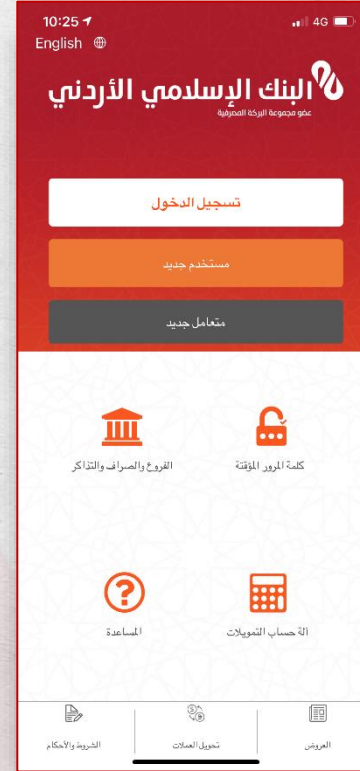 10:25
4G
English
البنك الإسلامي الأردني
عضو مجموعة البركة المصرفية
تسجيل الدخول
مستخدم جديد
متعامل جديد
كلمة المرور المؤقتة
الفروع والصراف والتذاكر
آلة حساب التمويلات
المساعدة
العروض
تحويل العملات
الشروط والأحكام